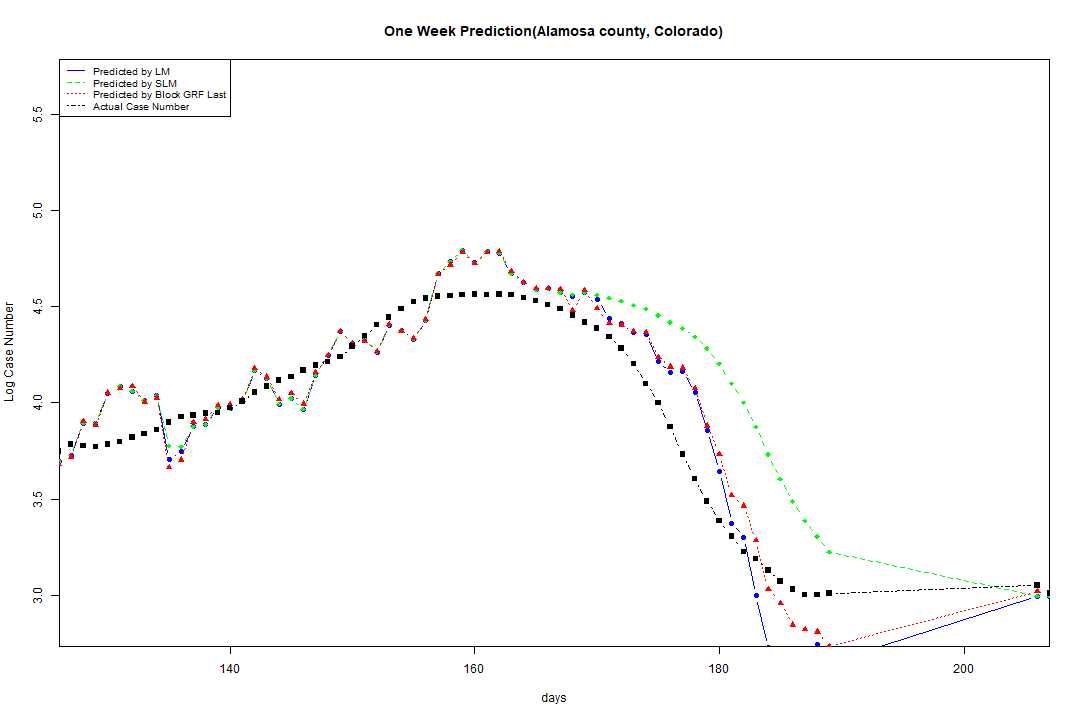 One Week Prediction(Alamosa county, Colorado)
Predicted by LM
Predicted by SLM
Predicted by Block GRF Last
Actual Case Number
5.5
5.0
4.5
4.0
3.5
3.0
Log Case Number
140 160 180 200
days